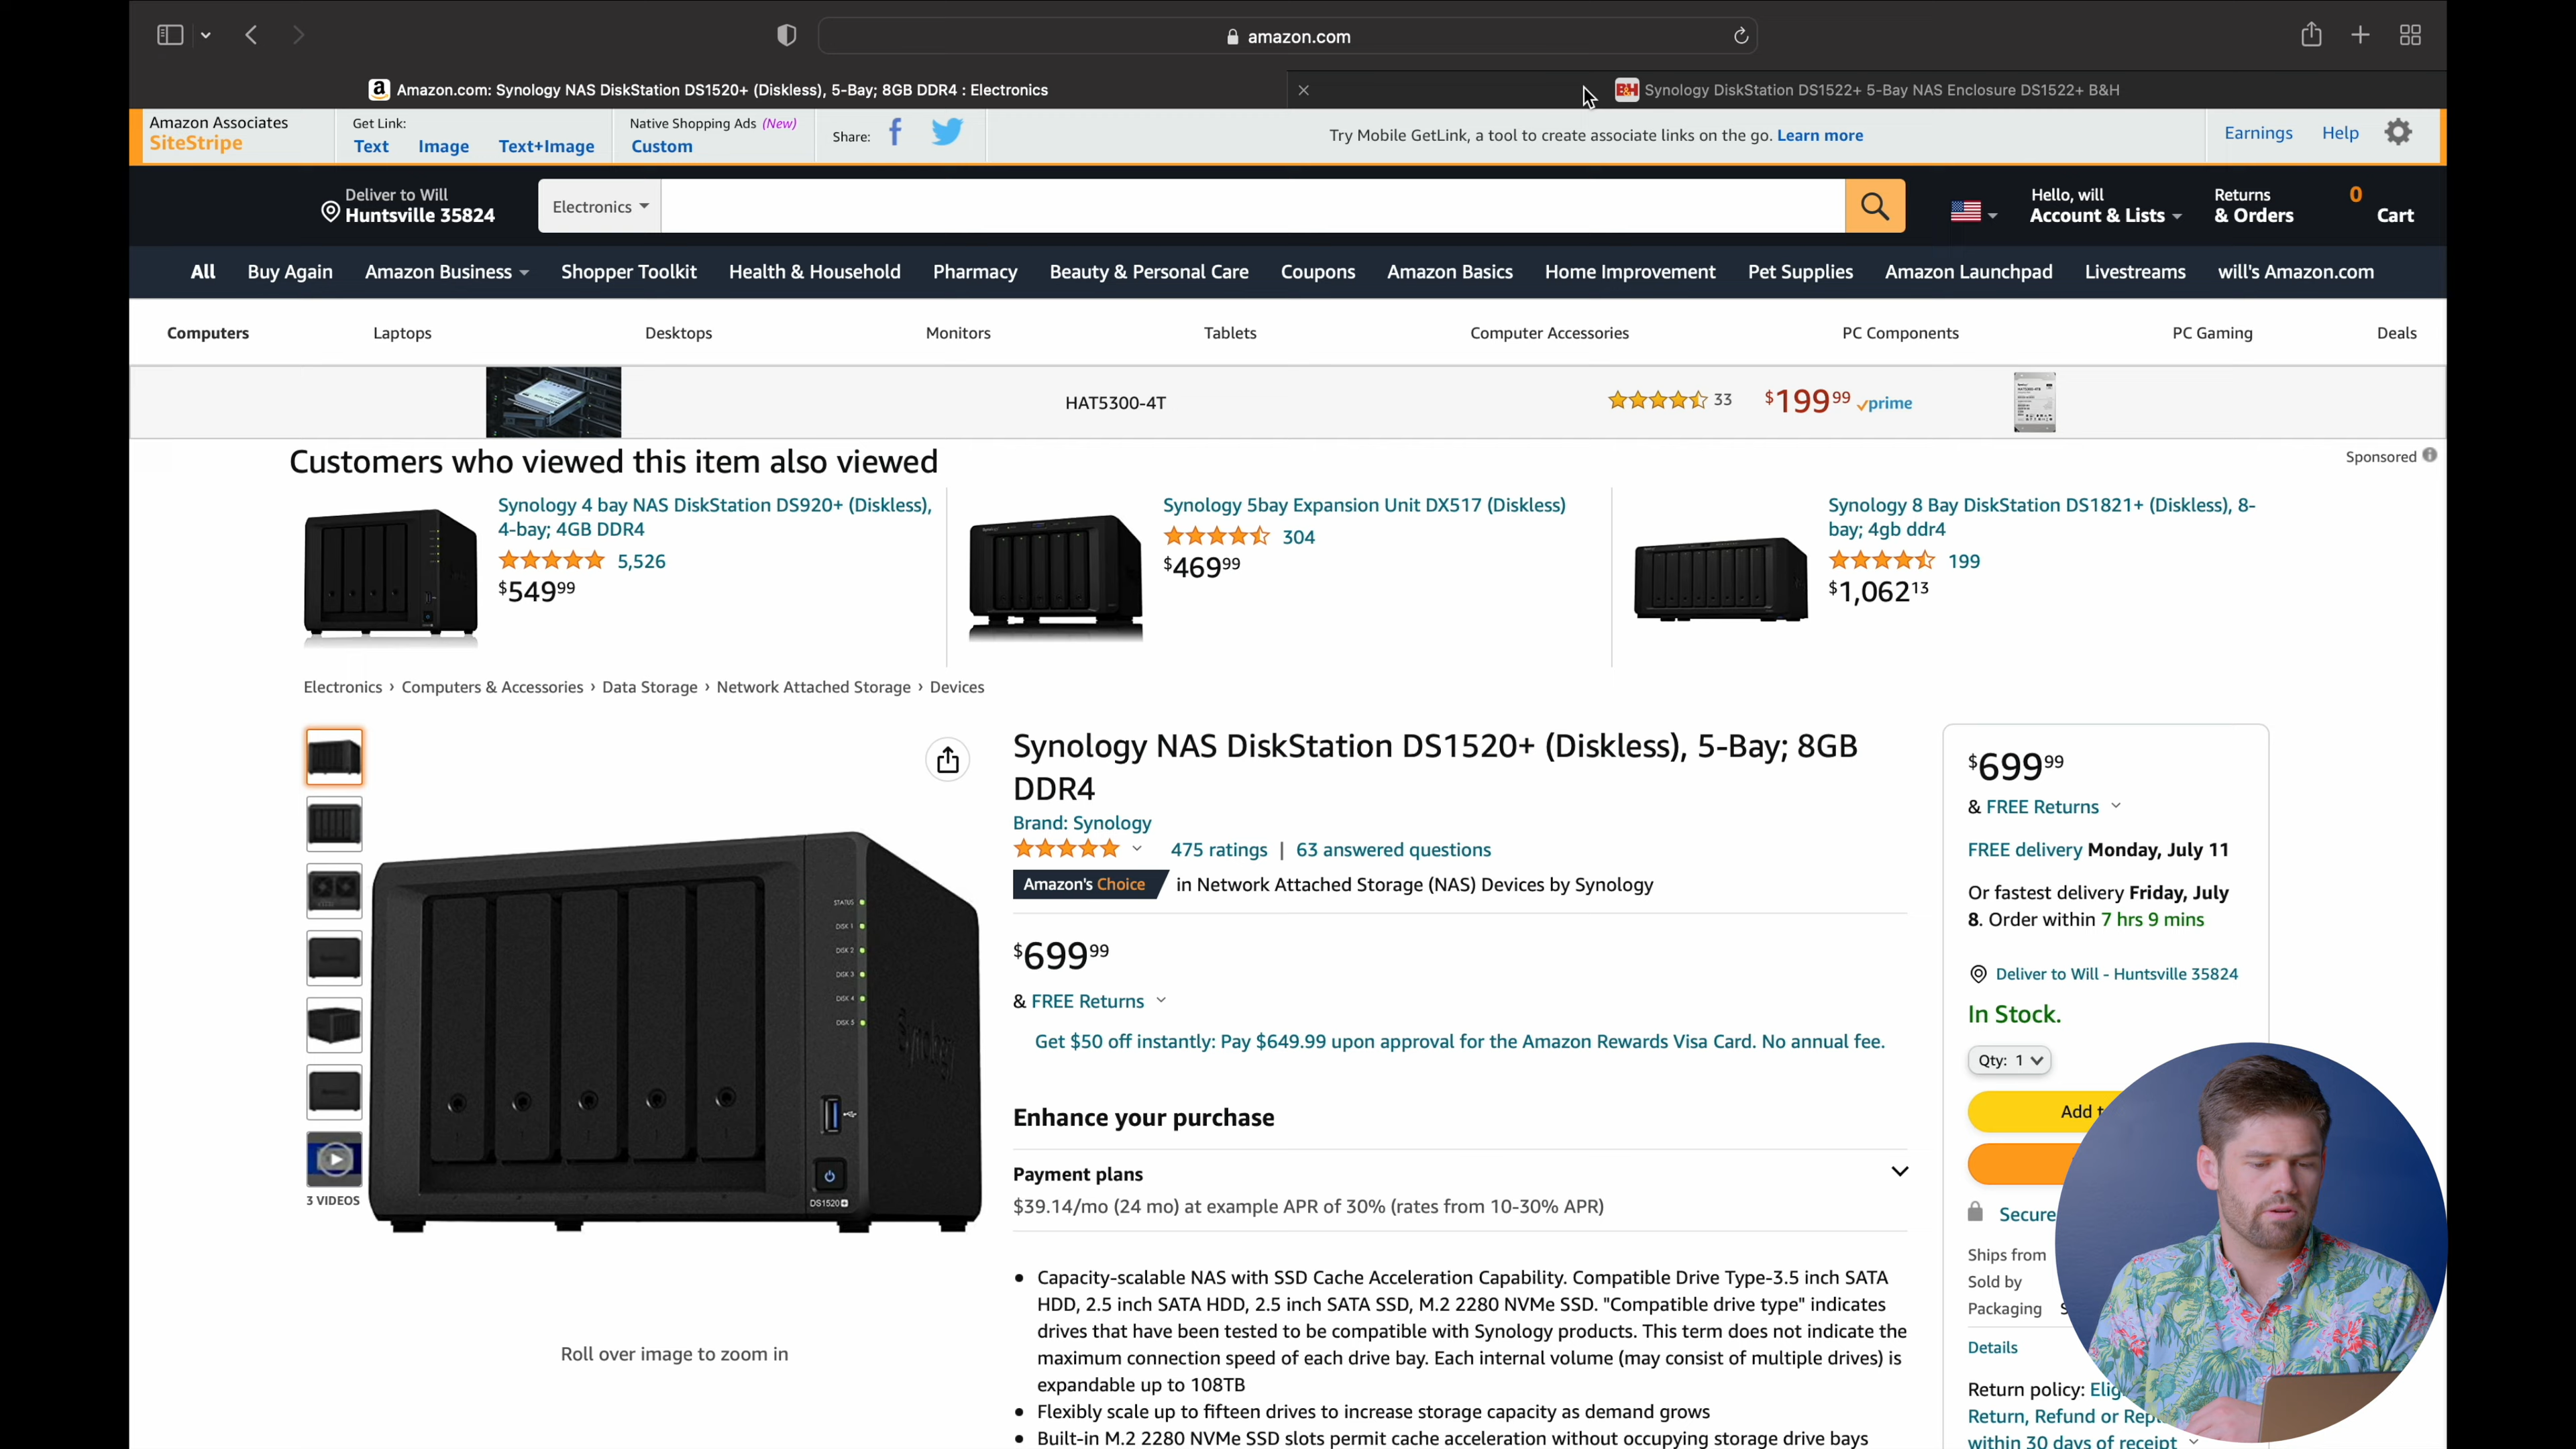 amazon.com
Amazon.com: Synology NAS DiskStation DS1520+ (Diskless), 5-Bay; 8GB DDR4 : Electronics
B&H Synology DiskStation DS1522+ 5-Bay NAS Enclosure DS1522+ B&H
Amazon Associates
SiteStripe
Get Link:
Text Image Text+Image
Native Shopping Ads (New)
Custom
Share:
Try Mobile GetLink, a tool to create associate links on the go. Learn more
Earnings Help
Deliver to Will
Huntsville 35824
Electronics
Hello, will
Account & Lists
Returns
& Orders
0
Cart
All Buy Again Amazon Business Shopper Toolkit Health & Household Pharmacy Beauty & Personal Care Coupons Amazon Basics Home Improvement Pet Supplies Amazon Launchpad Livestreams will's Amazon.com
Computers Laptops Desktops Monitors Tablets Computer Accessories PC Components PC Gaming Deals
HAT5300-4T 33 $199 99 prime
Customers who viewed this item also viewed
Sponsored
Synology 4 bay NAS DiskStation DS920+ (Diskless),
4-bay; 4GB DDR4
5,526
$549 99
Synology 5bay Expansion Unit DX517 (Diskless)
304
$469 99
Synology 8 Bay DiskStation DS1821+ (Diskless), 8-
bay; 4gb ddr4
199
$1,062 13
Electronics › Computers & Accessories › Data Storage › Network Attached Storage › Devices
3 VIDEOS
STATUS
DISK 1
DISK 2
DISK 3
DISK 4
DISK 5
Synology
DS1520+
Roll over image to zoom in
Synology NAS DiskStation DS1520+ (Diskless), 5-Bay; 8GB
DDR4
Brand: Synology
475 ratings | 63 answered questions
Amazon's Choice in Network Attached Storage (NAS) Devices by Synology
$699 99
& FREE Returns
Get $50 off instantly: Pay $649.99 upon approval for the Amazon Rewards Visa Card. No annual fee.
Enhance your purchase
Payment plans
$39.14/mo (24 mo) at example APR of 30% (rates from 10-30% APR)
• Capacity-scalable NAS with SSD Cache Acceleration Capability. Compatible Drive Type-3.5 inch SATA
HDD, 2.5 inch SATA HDD, 2.5 inch SATA SSD, M.2 2280 NVMe SSD. "Compatible drive type" indicates
drives that have been tested to be compatible with Synology products. This term does not indicate the
maximum connection speed of each drive bay. Each internal volume (may consist of multiple drives) is
expandable up to 108TB
• Flexibly scale up to fifteen drives to increase storage capacity as demand grows
• Built-in M.2 2280 NVMe SSD slots permit cache acceleration without occupying storage drive bays
$699 99
& FREE Returns
FREE delivery Monday, July 11
Or fastest delivery Friday, July
8. Order within 7 hrs 9 mins
Deliver to Will - Huntsville 35824
In Stock.
Qty: 1
Add
Secure
Ships from
Sold by
Packaging
Details
Return policy:
Return, Refund or
within 30 days of receipt